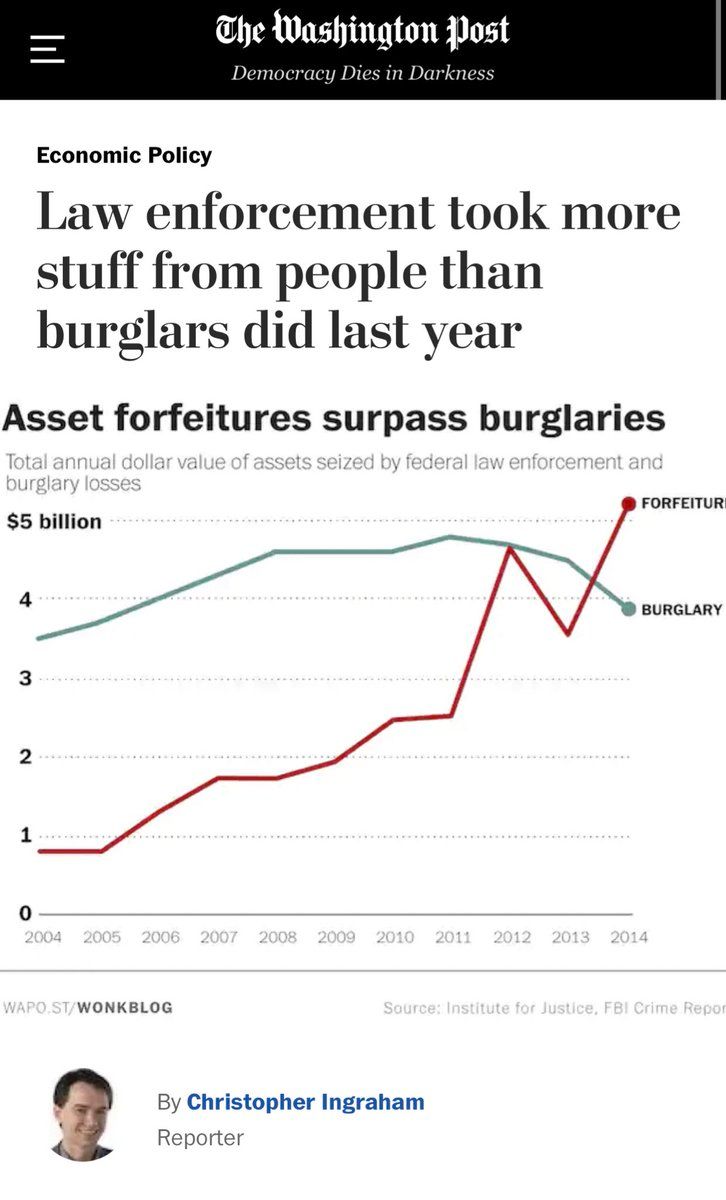 The Washington Post
Democracy Dies in Darkness
Economic Policy
Law enforcement took more
stuff from people than
burglars did last year
Asset forfeitures surpass burglaries
Total annual dollar value of assets seized by federal law enforcement and
burglary losses
$5 billion
FORFEITUR
4
BURGLARY
3
2
1
0
2004 2005 2006 2007 2008 2009 2010 2011 2012 2013 2014
WAPO.ST/WONKBLOG
Source: Institute for Justice, FBI Crime Repor
By Christopher Ingraham
Reporter